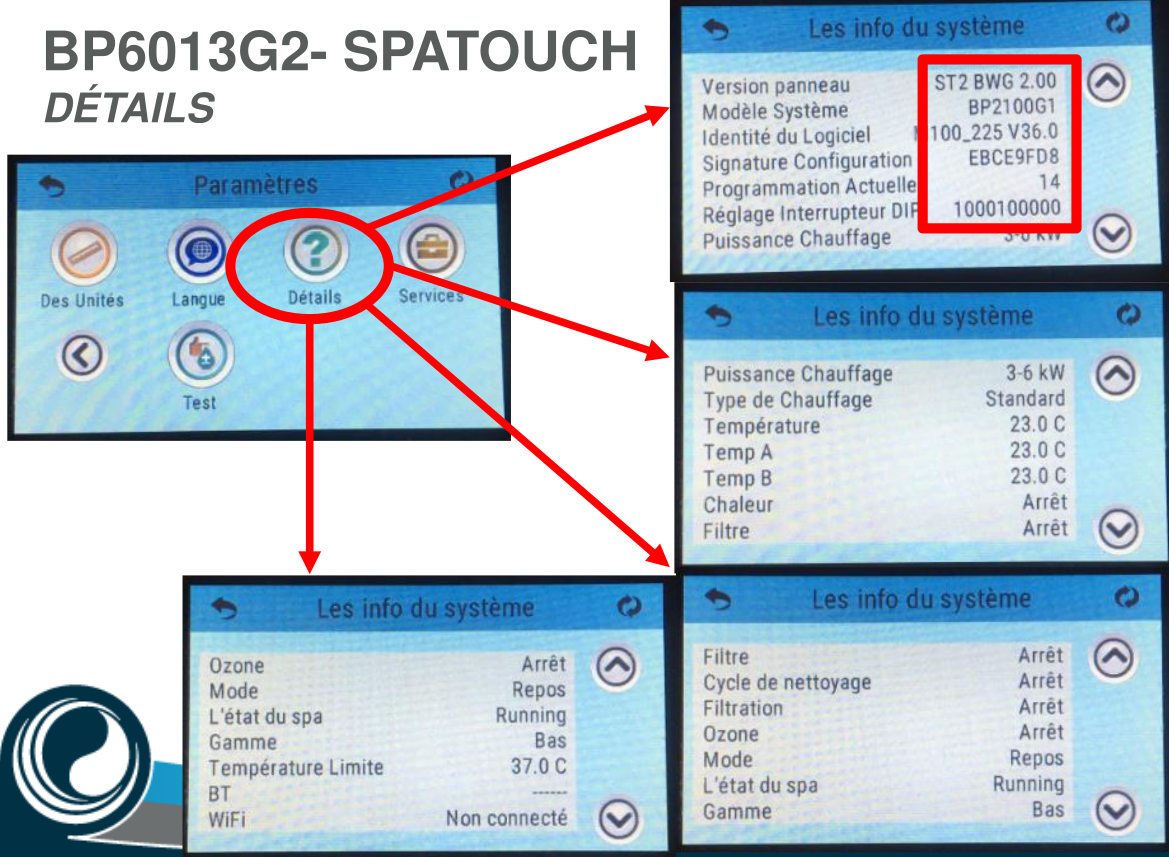 BP6013G2- SPATOUCH
DÉTAILS
Paramètres
Des Unités
Langue
Détails
Services
Test
Les info du système
Version panneau ST2 BWG 2.00
Modèle Système BP2100G1
Identité du Logiciel 100_225 V36.0
Signature Configuration EBCE9FD8
Programmation Actuelle 14
Réglage Interrupteur DIP 1000100000
Puissance Chauffage 3-6 kW
Les info du système
Puissance Chauffage 3-6 kW
Type de Chauffage Standard
Température 23.0 C
Temp A 23.0 C
Temp B 23.0 C
Chaleur Arrêt
Filtre Arrêt
Les info du système
Ozone Arrêt
Mode Repos
L'état du spa Running
Gamme Bas
Température Limite 37.0 C
BT ------
WiFi Non connecté
Les info du système
Filtre Arrêt
Cycle de nettoyage Arrêt
Filtration Arrêt
Ozone Arrêt
Mode Repos
L'état du spa Running
Gamme Bas